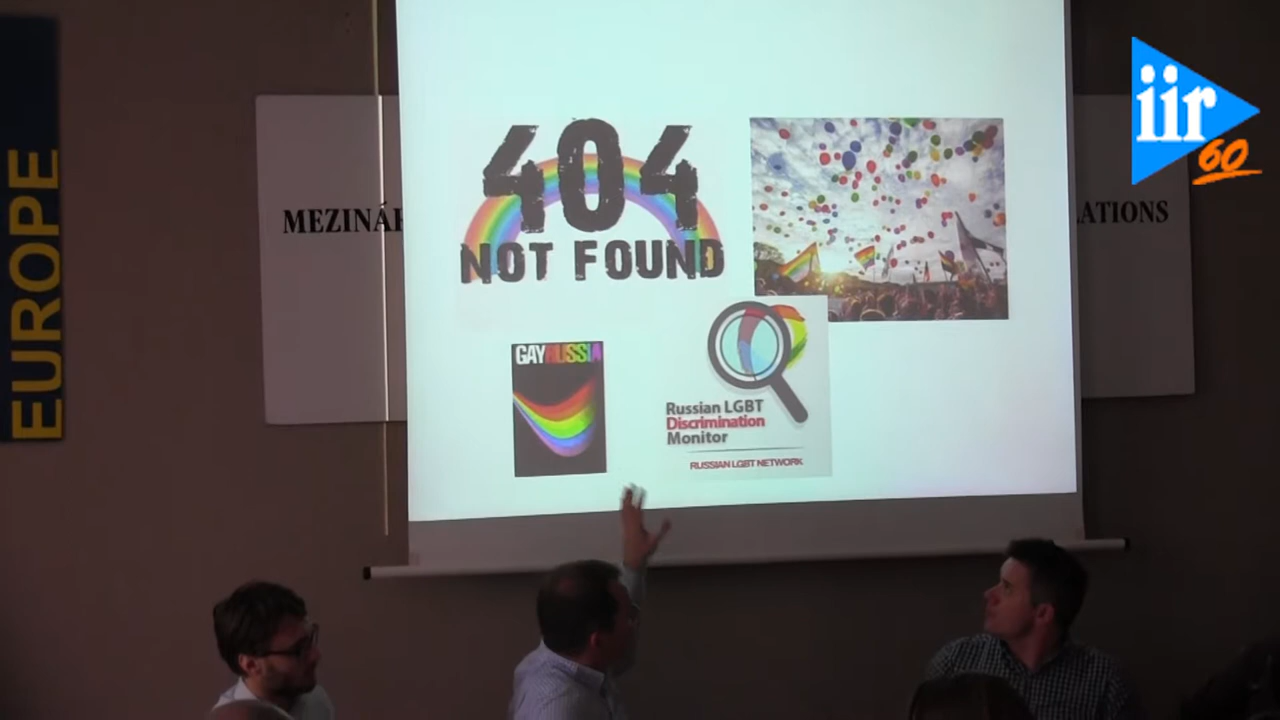 EUROPE
MEZINÁ
ATIONS
iir
60
404
NOT FOUND
GAYRUSSIA
Russian LGBT
Discrimination
Monitor
RUSSIAN LGBT NETWORK